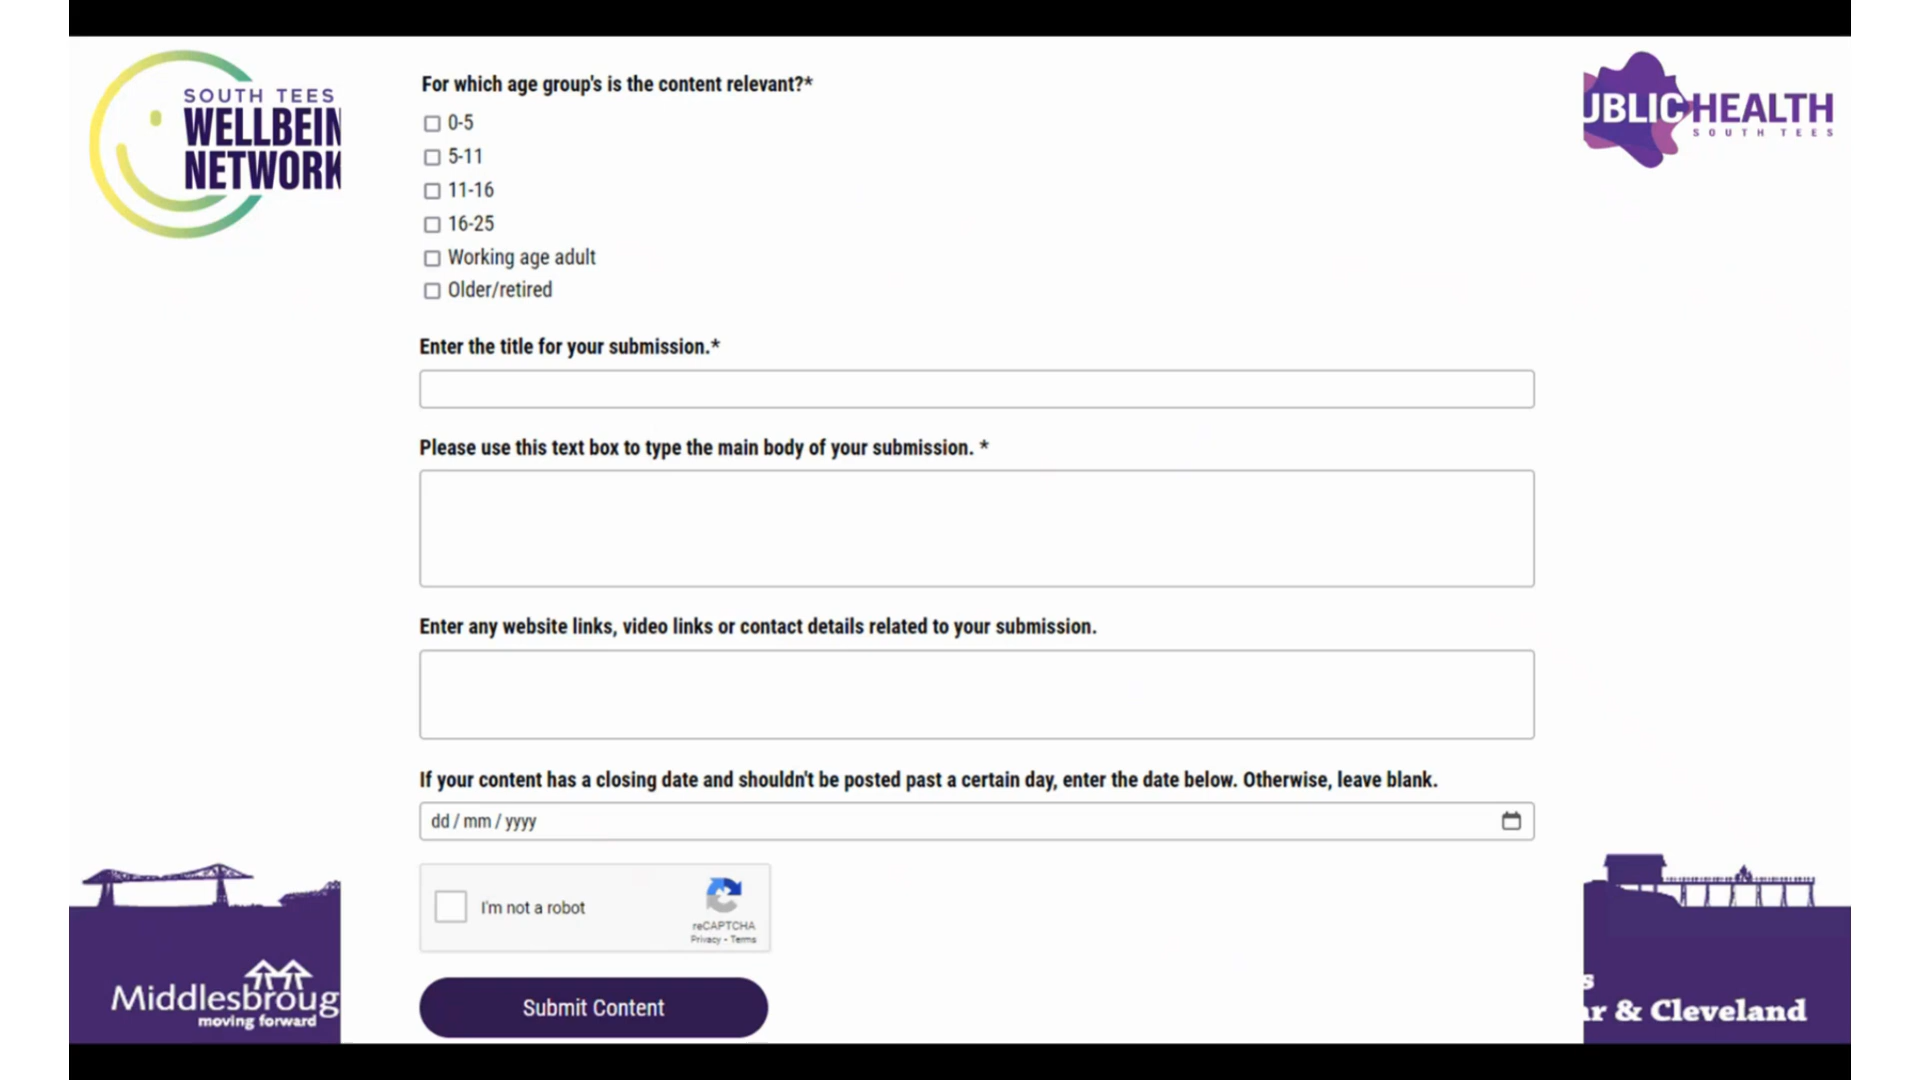 SOUTH TEES
WELLBEIN
NETWORK
UBLIC HEALTH
SOUTH TEES
For which age group's is the content relevant?*
0-5
5-11
11-16
16-25
Working age adult
Older/retired
Enter the title for your submission.*
Please use this text box to type the main body of your submission. *
Enter any website links, video links or contact details related to your submission.
If your content has a closing date and shouldn't be posted past a certain day, enter the date below. Otherwise, leave blank.
dd / mm / yyyy
I'm not a robot
reCAPTCHA
Privacy - Terms
Submit Content
Middlesbroug
moving forward
s
ar & Cleveland